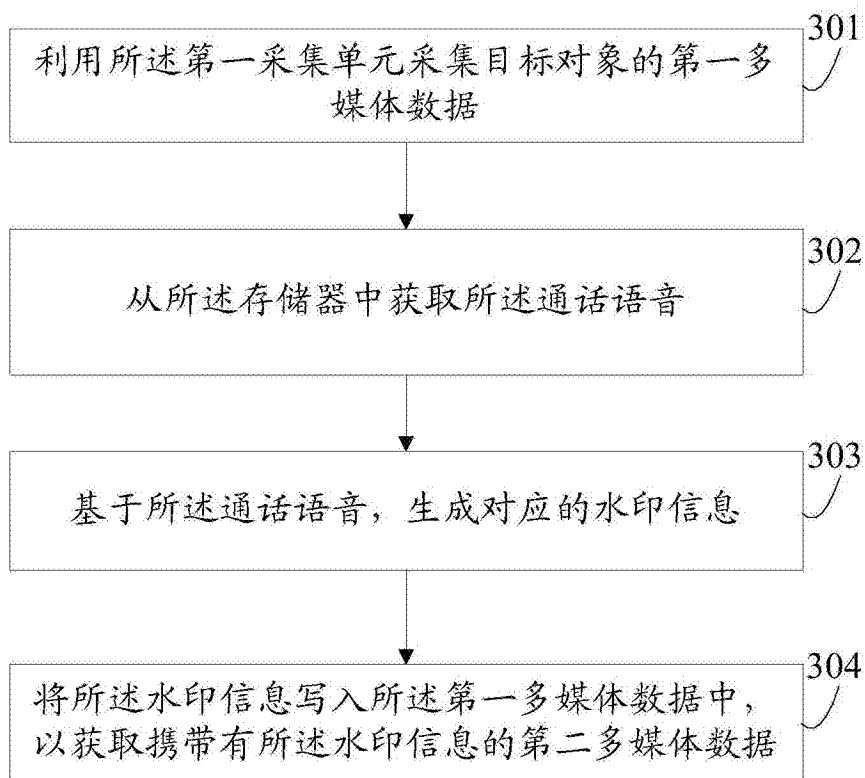 301
利用所述第一采集单元采集目标对象的第一多
媒体数据
302
从所述存储器中获取所述通话语音
303
基于所述通话语音，生成对应的水印信息
304
将所述水印信息写入所述第一多媒体数据中，
以获取携带有所述水印信息的第二多媒体数据